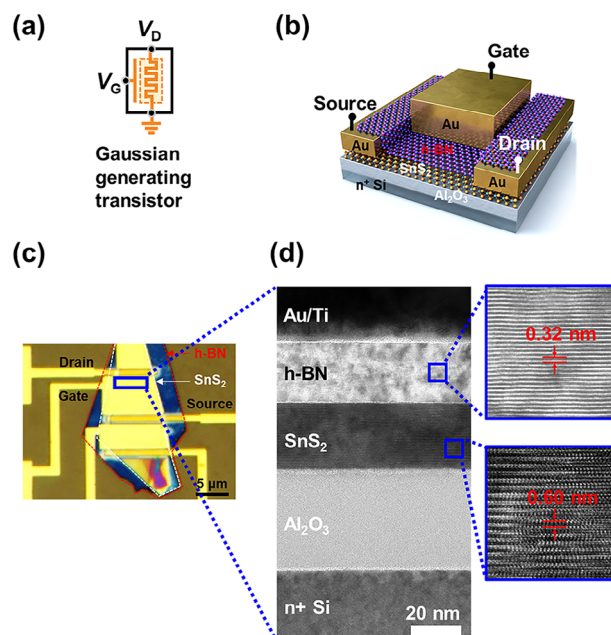 (a)
V_D
V_G
Gaussian
generating
transistor
(b)
Gate
Source
Au
Drain
h-BN
Au
SnS₂
Au
n⁺ Si
Al₂O₃
(c)
h-BN
Drain
SnS₂
Gate
Source
5 µm
(d)
Au/Ti
h-BN
SnS₂
Al₂O₃
n+ Si
20 nm
0.32 nm
0.60 nm